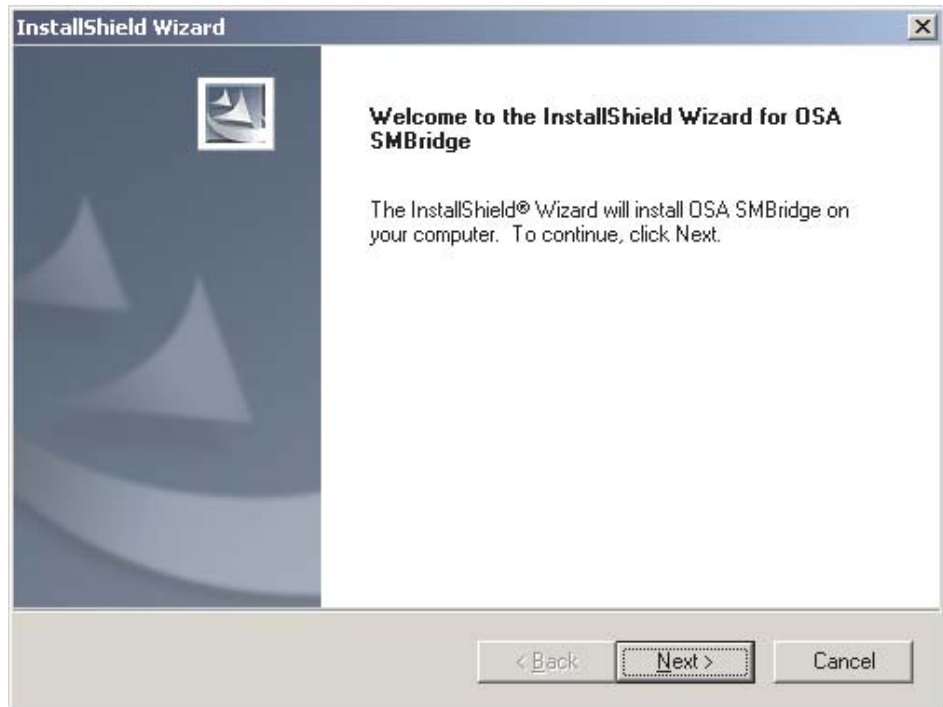 InstallShield Wizard
Welcome to the InstallShield Wizard for OSA
SMBridge
The InstallShield® Wizard will install OSA SMBridge on
your computer. To continue, click Next.
< Back
Next >
Cancel